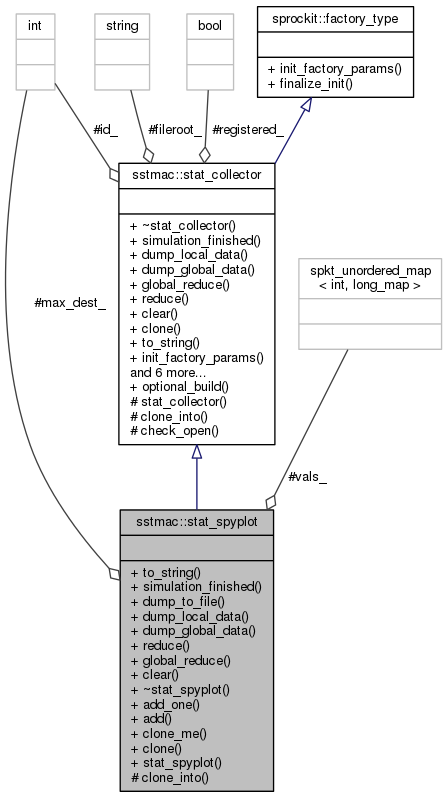 int
string
bool
sprockit::factory_type
+ init_factory_params()
+ finalize_init()
#id_
#fileroot_
#registered_
sstmac::stat_collector
+ ~stat_collector()
+ simulation_finished()
+ dump_local_data()
+ dump_global_data()
+ global_reduce()
+ reduce()
+ clear()
+ clone()
+ to_string()
+ init_factory_params()
and 6 more...
+ optional_build()
# stat_collector()
# clone_into()
# check_open()
spkt_unordered_map
< int, long_map >
#max_dest_
#vals_
sstmac::stat_spyplot
+ to_string()
+ simulation_finished()
+ dump_to_file()
+ dump_local_data()
+ dump_global_data()
+ reduce()
+ global_reduce()
+ clear()
+ ~stat_spyplot()
+ add_one()
+ add()
+ clone_me()
+ clone()
+ stat_spyplot()
# clone_into()